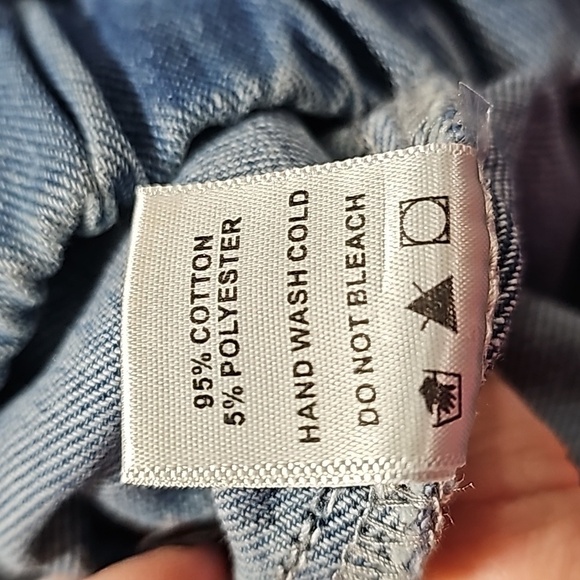 95% COTTON
5% POLYESTER
HAND WASH COLD
DO NOT BLEACH